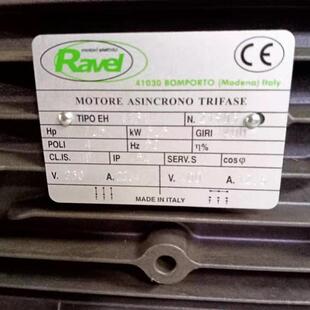 motori elettrici
Ravel
CE
41030 BOMPORTO (Modena) Italy
MOTORE ASINCRONO TRIFASE
TIPO EH N.
Hp kW GIRI
POLI Hz η%
CL.IS. IP SERV.S cosφ
V. A. V. A.
MADE IN ITALY